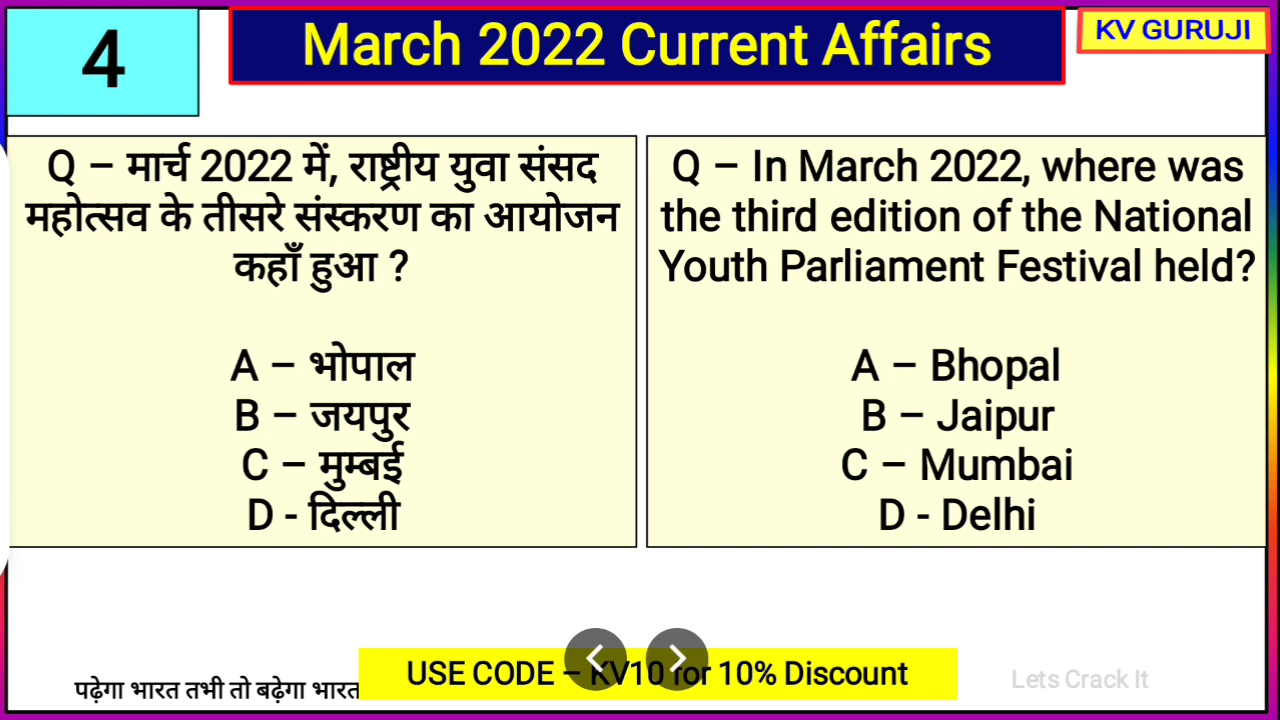 4
March 2022 Current Affairs
KV GURUJI
Q – मार्च 2022 में, राष्ट्रीय युवा संसद
महोत्सव के तीसरे संस्करण का आयोजन
कहाँ हुआ ?
A – भोपाल
B – जयपुर
C – मुम्बई
D - दिल्ली
Q – In March 2022, where was
the third edition of the National
Youth Parliament Festival held?
A – Bhopal
B – Jaipur
C – Mumbai
D - Delhi
पढ़ेगा भारत तभी तो बढ़ेगा भारत
USE CODE – KV10 for 10% Discount
Lets Crack It